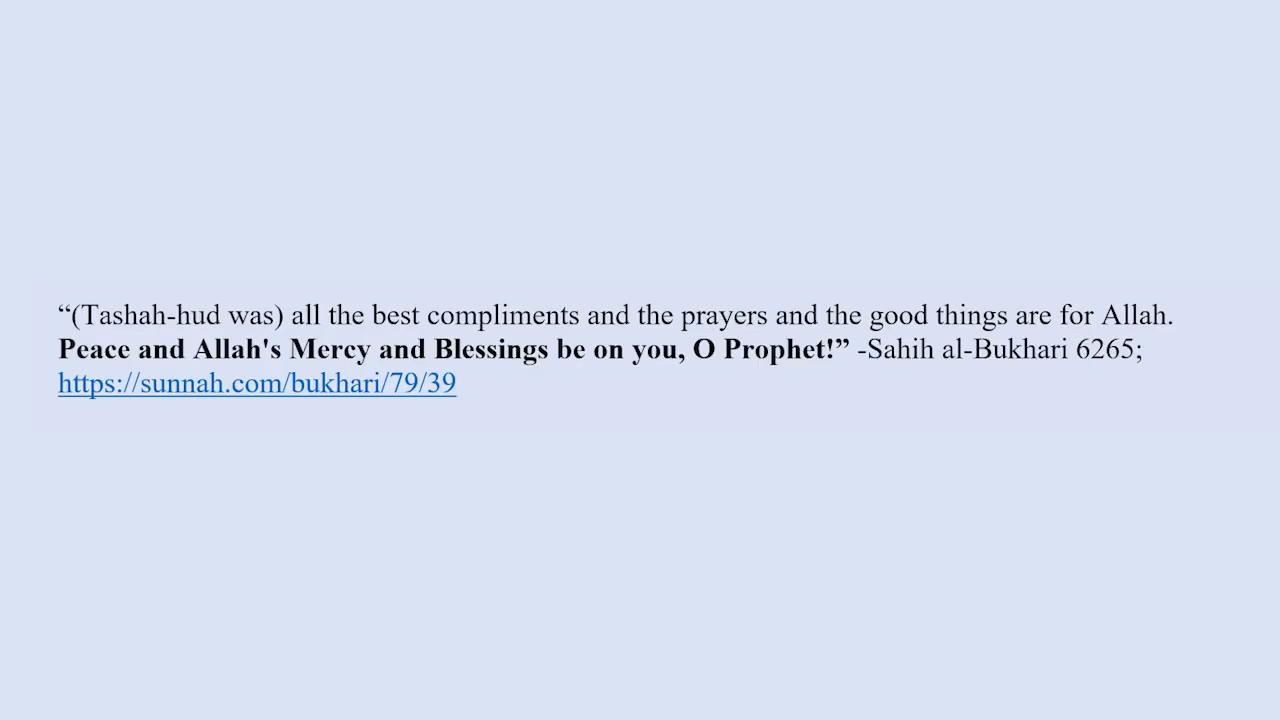 “(Tashah-hud was) all the best compliments and the prayers and the good things are for Allah.
Peace and Allah's Mercy and Blessings be on you, O Prophet!” -Sahih al-Bukhari 6265;
https://sunnah.com/bukhari/79/39